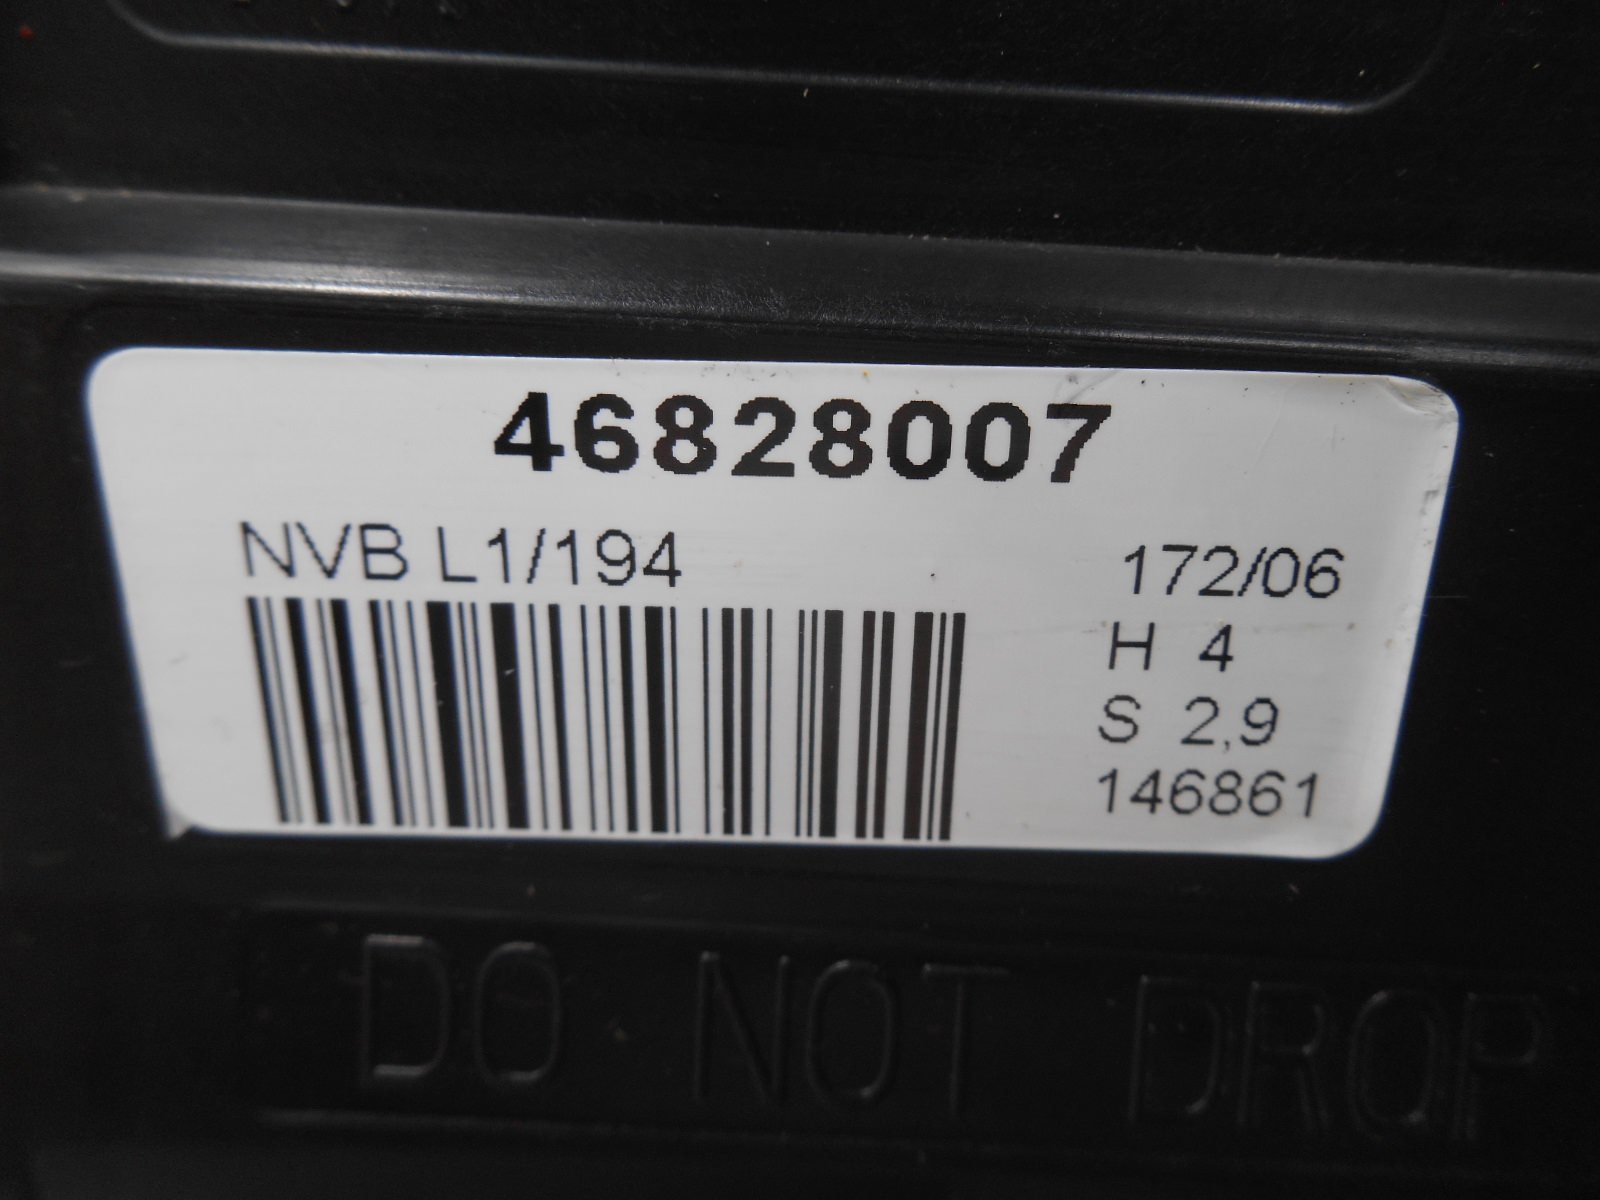 46828007
NVB L1/194
172/06
H 4
S 2,9
146861
DO NOT DROP